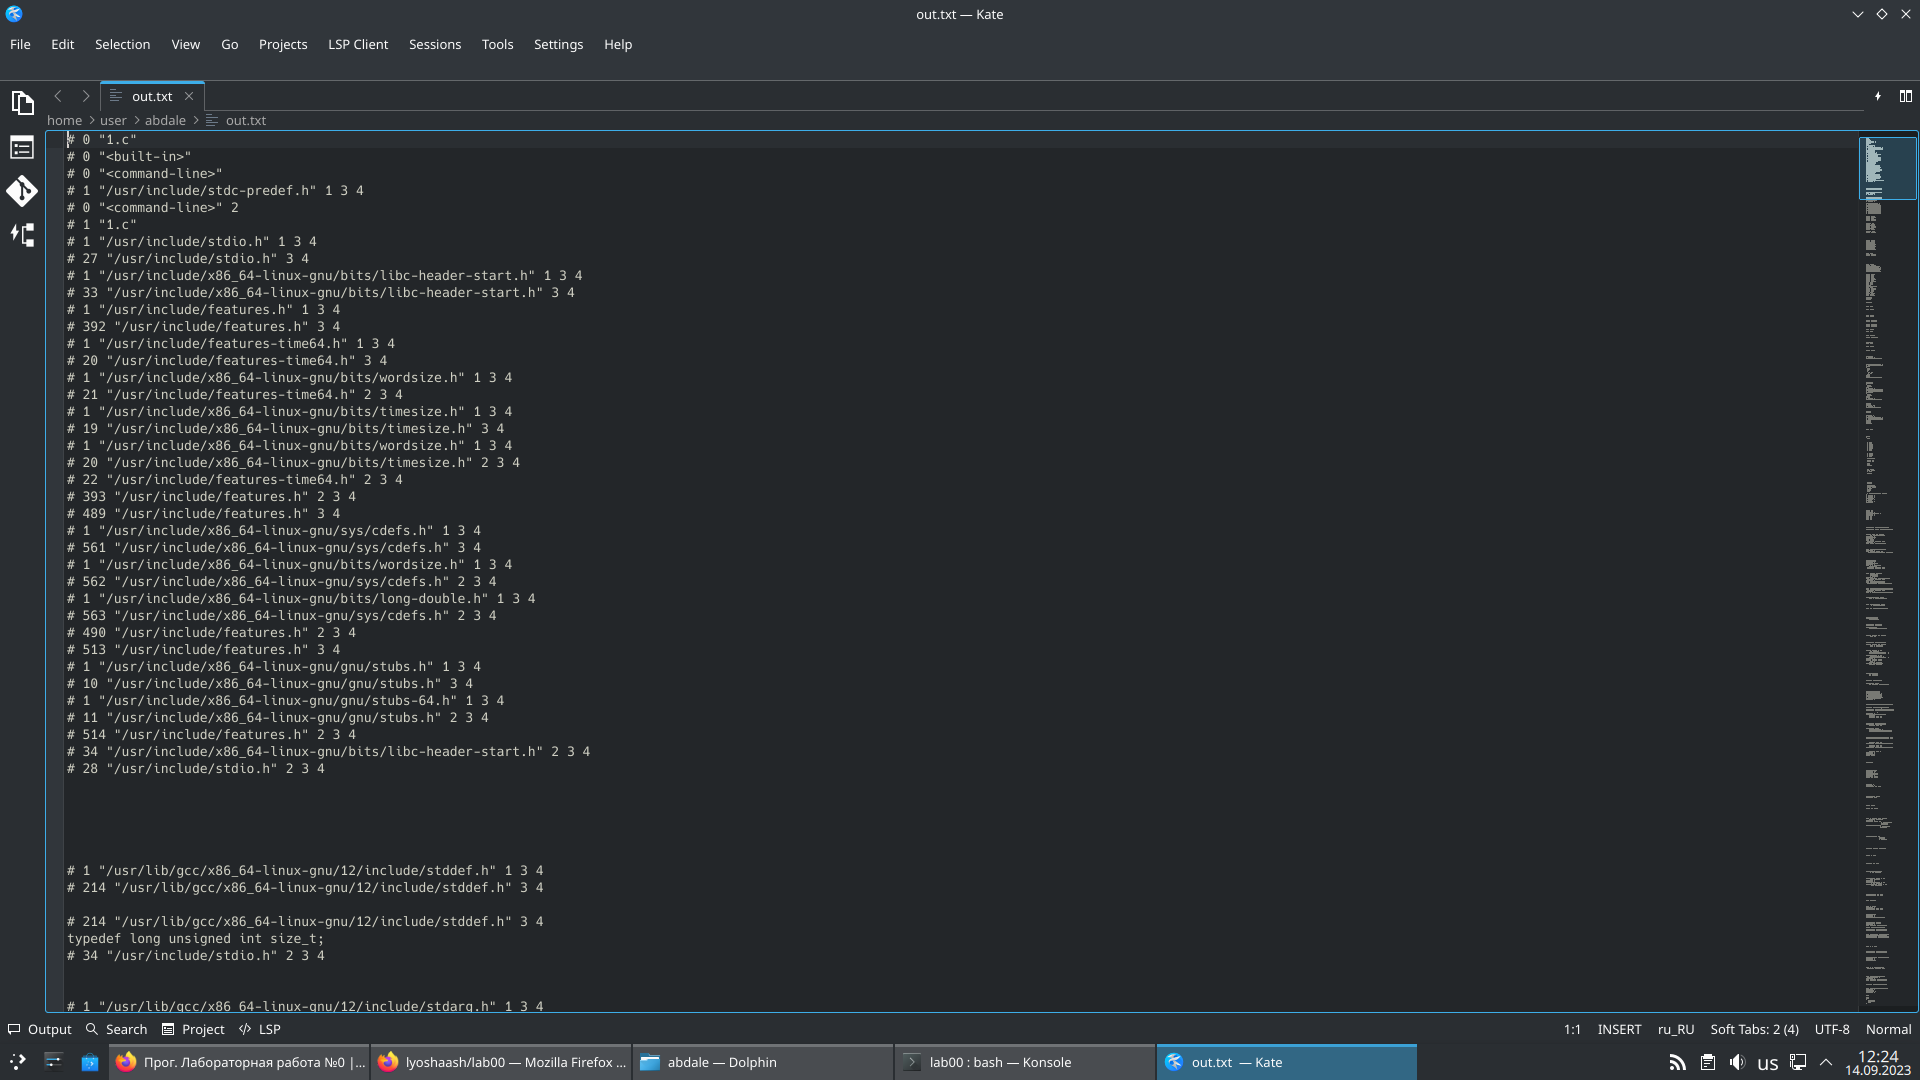 out.txt — Kate
File Edit Selection View Go Projects LSP Client Sessions Tools Settings Help
out.txt
home user abdale out.txt
# 0 "1.c"
# 0 "<built-in>"
# 0 "<command-line>"
# 1 "/usr/include/stdc-predef.h" 1 3 4
# 0 "<command-line>" 2
# 1 "1.c"
# 1 "/usr/include/stdio.h" 1 3 4
# 27 "/usr/include/stdio.h" 3 4
# 1 "/usr/include/x86_64-linux-gnu/bits/libc-header-start.h" 1 3 4
# 33 "/usr/include/x86_64-linux-gnu/bits/libc-header-start.h" 3 4
# 1 "/usr/include/features.h" 1 3 4
# 392 "/usr/include/features.h" 3 4
# 1 "/usr/include/features-time64.h" 1 3 4
# 20 "/usr/include/features-time64.h" 3 4
# 1 "/usr/include/x86_64-linux-gnu/bits/wordsize.h" 1 3 4
# 21 "/usr/include/features-time64.h" 2 3 4
# 1 "/usr/include/x86_64-linux-gnu/bits/timesize.h" 1 3 4
# 19 "/usr/include/x86_64-linux-gnu/bits/timesize.h" 3 4
# 1 "/usr/include/x86_64-linux-gnu/bits/wordsize.h" 1 3 4
# 20 "/usr/include/x86_64-linux-gnu/bits/timesize.h" 2 3 4
# 22 "/usr/include/features-time64.h" 2 3 4
# 393 "/usr/include/features.h" 2 3 4
# 489 "/usr/include/features.h" 3 4
# 1 "/usr/include/x86_64-linux-gnu/sys/cdefs.h" 1 3 4
# 561 "/usr/include/x86_64-linux-gnu/sys/cdefs.h" 3 4
# 1 "/usr/include/x86_64-linux-gnu/bits/wordsize.h" 1 3 4
# 562 "/usr/include/x86_64-linux-gnu/sys/cdefs.h" 2 3 4
# 1 "/usr/include/x86_64-linux-gnu/bits/long-double.h" 1 3 4
# 563 "/usr/include/x86_64-linux-gnu/sys/cdefs.h" 2 3 4
# 490 "/usr/include/features.h" 2 3 4
# 513 "/usr/include/features.h" 3 4
# 1 "/usr/include/x86_64-linux-gnu/gnu/stubs.h" 1 3 4
# 10 "/usr/include/x86_64-linux-gnu/gnu/stubs.h" 3 4
# 1 "/usr/include/x86_64-linux-gnu/gnu/stubs-64.h" 1 3 4
# 11 "/usr/include/x86_64-linux-gnu/gnu/stubs.h" 2 3 4
# 514 "/usr/include/features.h" 2 3 4
# 34 "/usr/include/x86_64-linux-gnu/bits/libc-header-start.h" 2 3 4
# 28 "/usr/include/stdio.h" 2 3 4
# 1 "/usr/lib/gcc/x86_64-linux-gnu/12/include/stddef.h" 1 3 4
# 214 "/usr/lib/gcc/x86_64-linux-gnu/12/include/stddef.h" 3 4
# 214 "/usr/lib/gcc/x86_64-linux-gnu/12/include/stddef.h" 3 4
typedef long unsigned int size_t;
# 34 "/usr/include/stdio.h" 2 3 4
# 1 "/usr/lib/gcc/x86_64-linux-gnu/12/include/stdarg.h" 1 3 4
Output Search Project LSP 1:1 INSERT ru_RU Soft Tabs: 2 (4) UTF-8 Normal
Прог. Лабораторная работа №0 |... lyoshaash/lab00 — Mozilla Firefox ... abdale — Dolphin lab00 : bash — Konsole out.txt — Kate us 12:24
14.09.2023